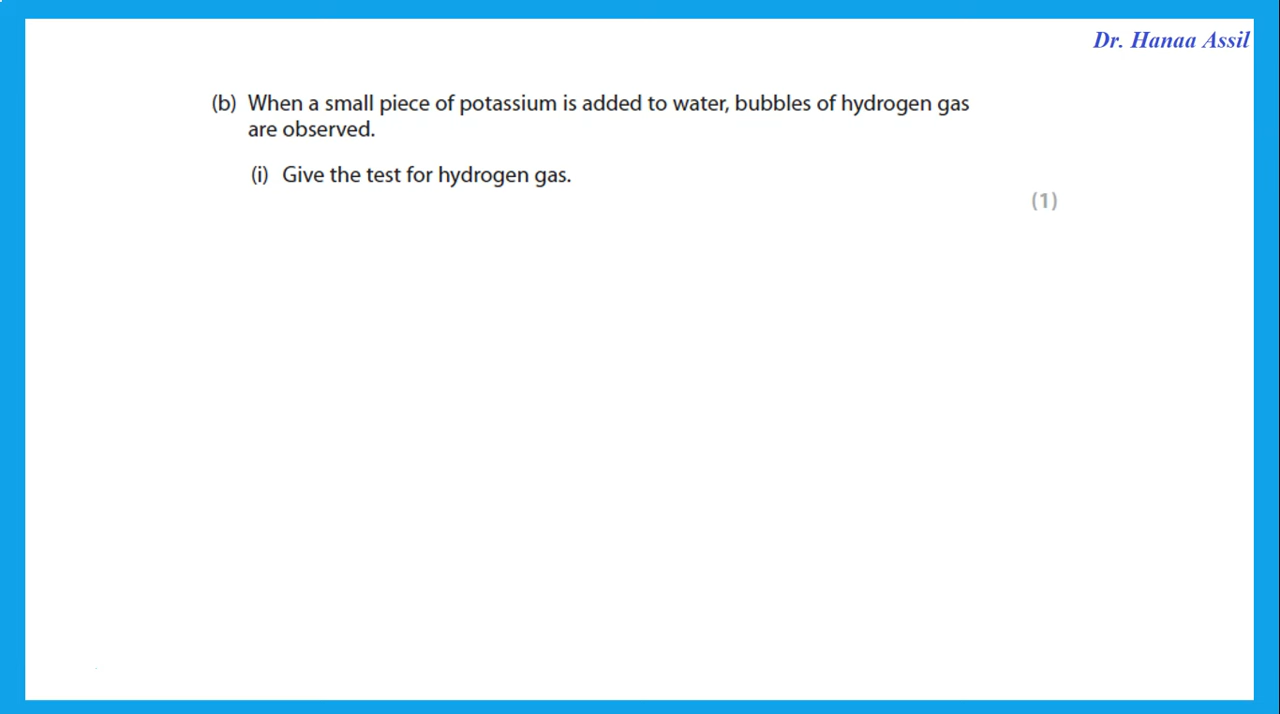 Dr. Hanaa Assil
(b) When a small piece of potassium is added to water, bubbles of hydrogen gas
are observed.
(i) Give the test for hydrogen gas.
(1)